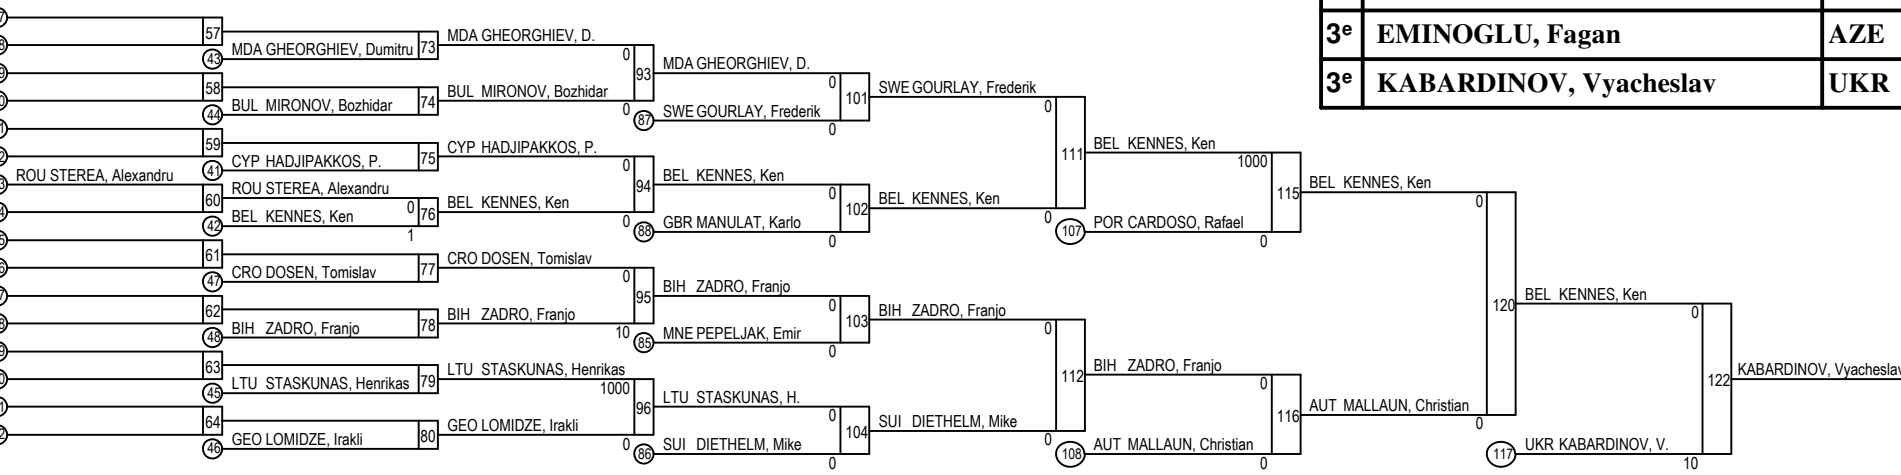 3e EMINOGLU, Fagan AZE
3e KABARDINOV, Vyacheslav UKR
ROU STEREA, Alexandru
57
43
58
44
59
41
60
42
61
47
62
48
63
45
64
46
MDA GHEORGHIEV, Dumitru
BUL MIRONOV, Bozhidar
CYP HADJIPAKKOS, P.
ROU STEREA, Alexandru
0
BEL KENNES, Ken
1
CRO DOSEN, Tomislav
BIH ZADRO, Franjo
LTU STASKUNAS, Henrikas
GEO LOMIDZE, Irakli
73
74
75
76
77
78
79
80
MDA GHEORGHIEV, D.
0
BUL MIRONOV, Bozhidar
0
CYP HADJIPAKKOS, P.
0
BEL KENNES, Ken
0
CRO DOSEN, Tomislav
0
BIH ZADRO, Franjo
10
LTU STASKUNAS, Henrikas
1000
GEO LOMIDZE, Irakli
0
93
87
94
88
95
85
96
86
MDA GHEORGHIEV, D.
0
SWE GOURLAY, Frederik
0
BEL KENNES, Ken
0
GBR MANULAT, Karlo
0
BIH ZADRO, Franjo
0
MNE PEPELJAK, Emir
0
LTU STASKUNAS, H.
0
SUI DIETHELM, Mike
0
101
102
103
104
SWE GOURLAY, Frederik
0
BEL KENNES, Ken
0
BIH ZADRO, Franjo
0
SUI DIETHELM, Mike
0
111
107
112
108
BEL KENNES, Ken
1000
POR CARDOSO, Rafael
0
BIH ZADRO, Franjo
0
AUT MALLAUN, Christian
0
115
116
BEL KENNES, Ken
0
AUT MALLAUN, Christian
0
120
117
BEL KENNES, Ken
0
UKR KABARDINOV, V.
10
122
KABARDINOV, Vyacheslav